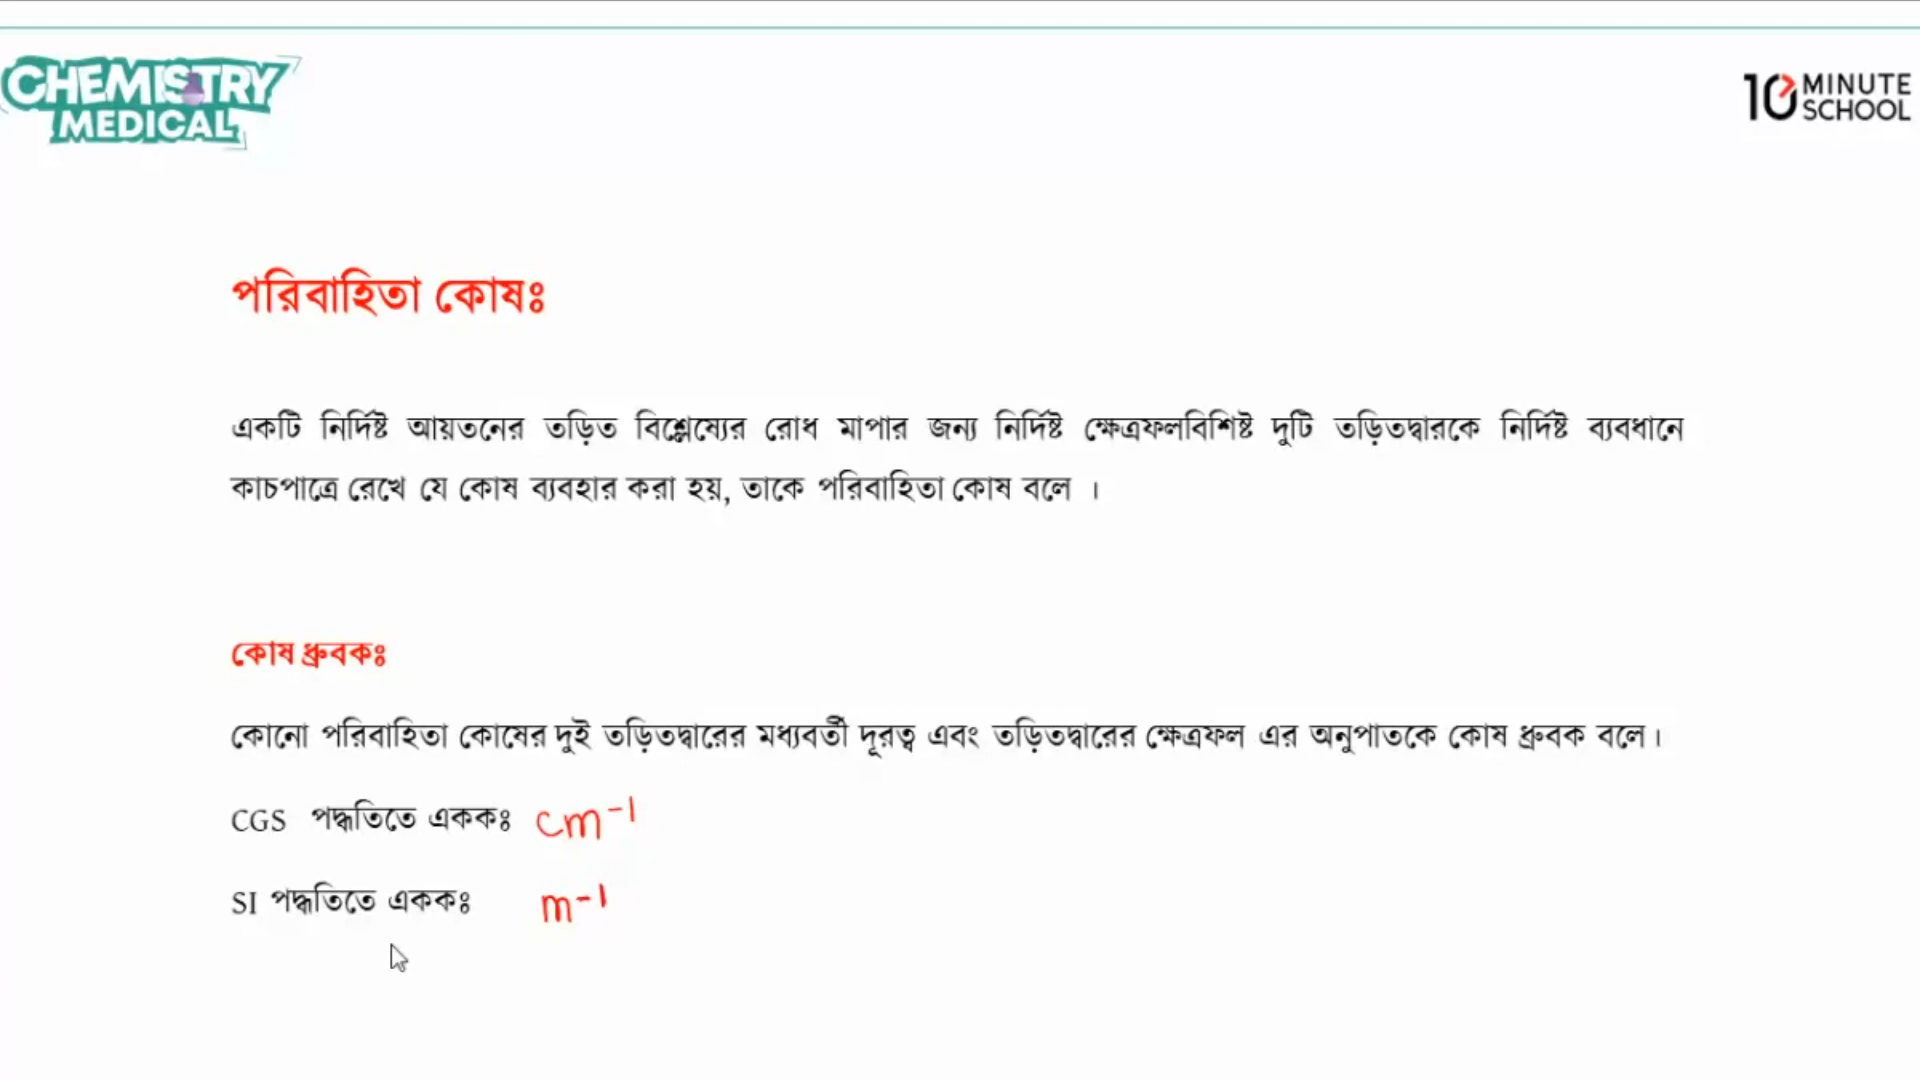 CHEMISTRY
MEDICAL
10 MINUTE
SCHOOL
পরিবাহিতা কোষঃ
একটি নির্দিষ্ট আয়তনের তড়িত বিশ্লেষ্যের রোধ মাপার জন্য নির্দিষ্ট ক্ষেত্রফলবিশিষ্ট দুটি তড়িতদ্বারকে নির্দিষ্ট ব্যবধানে
কাচপাত্রে রেখে যে কোষ ব্যবহার করা হয়, তাকে পরিবাহিতা কোষ বলে ।
কোষ ধ্রুবকঃ
কোনো পরিবাহিতা কোষের দুই তড়িতদ্বারের মধ্যবর্তী দূরত্ব এবং তড়িতদ্বারের ক্ষেত্রফল এর অনুপাতকে কোষ ধ্রুবক বলে।
CGS পদ্ধতিতে এককঃ cm⁻¹
SI পদ্ধতিতে এককঃ m⁻¹